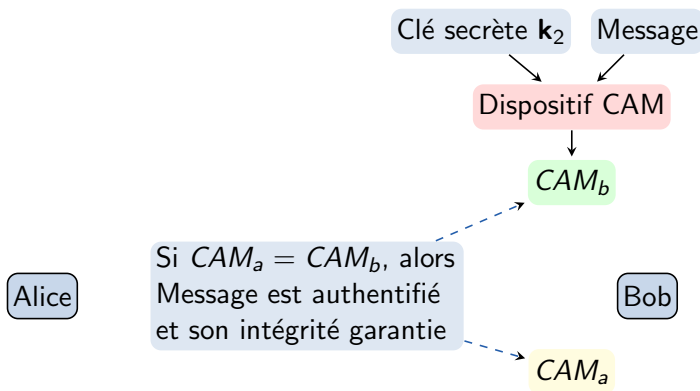 Clé secrète k₂
Message
Dispositif CAM
CAM_b
Si CAM_a = CAM_b, alors
Message est authentifié
et son intégrité garantie
Alice
Bob
CAM_a